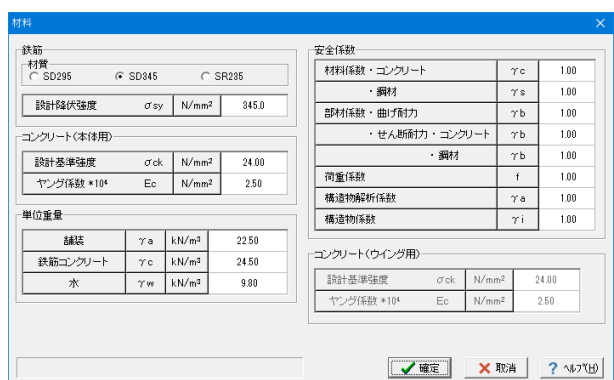 材料
鉄筋
材質
SD295 SD345 SR235
設計降伏強度 σsy N/mm² 345.0
コンクリート(本体用)
設計基準強度 σck N/mm² 24.00
ヤング係数 *10⁴ Ec N/mm² 2.50
単位重量
舗装 γa kN/m³ 22.50
鉄筋コンクリート γc kN/m³ 24.50
水 γw kN/m³ 9.80
安全係数
材料係数・コンクリート γc 1.00
・鋼材 γs 1.00
部材係数・曲げ耐力 γb 1.00
・せん断耐力・コンクリート γb 1.00
・鋼材 γb 1.00
荷重係数 f 1.00
構造物解析係数 γa 1.00
構造物係数 γi 1.00
コンクリート(ウイング用)
設計基準強度 σck N/mm² 24.00
ヤング係数 *10⁴ Ec N/mm² 2.50
確定 取消 ? ヘルプ(H)